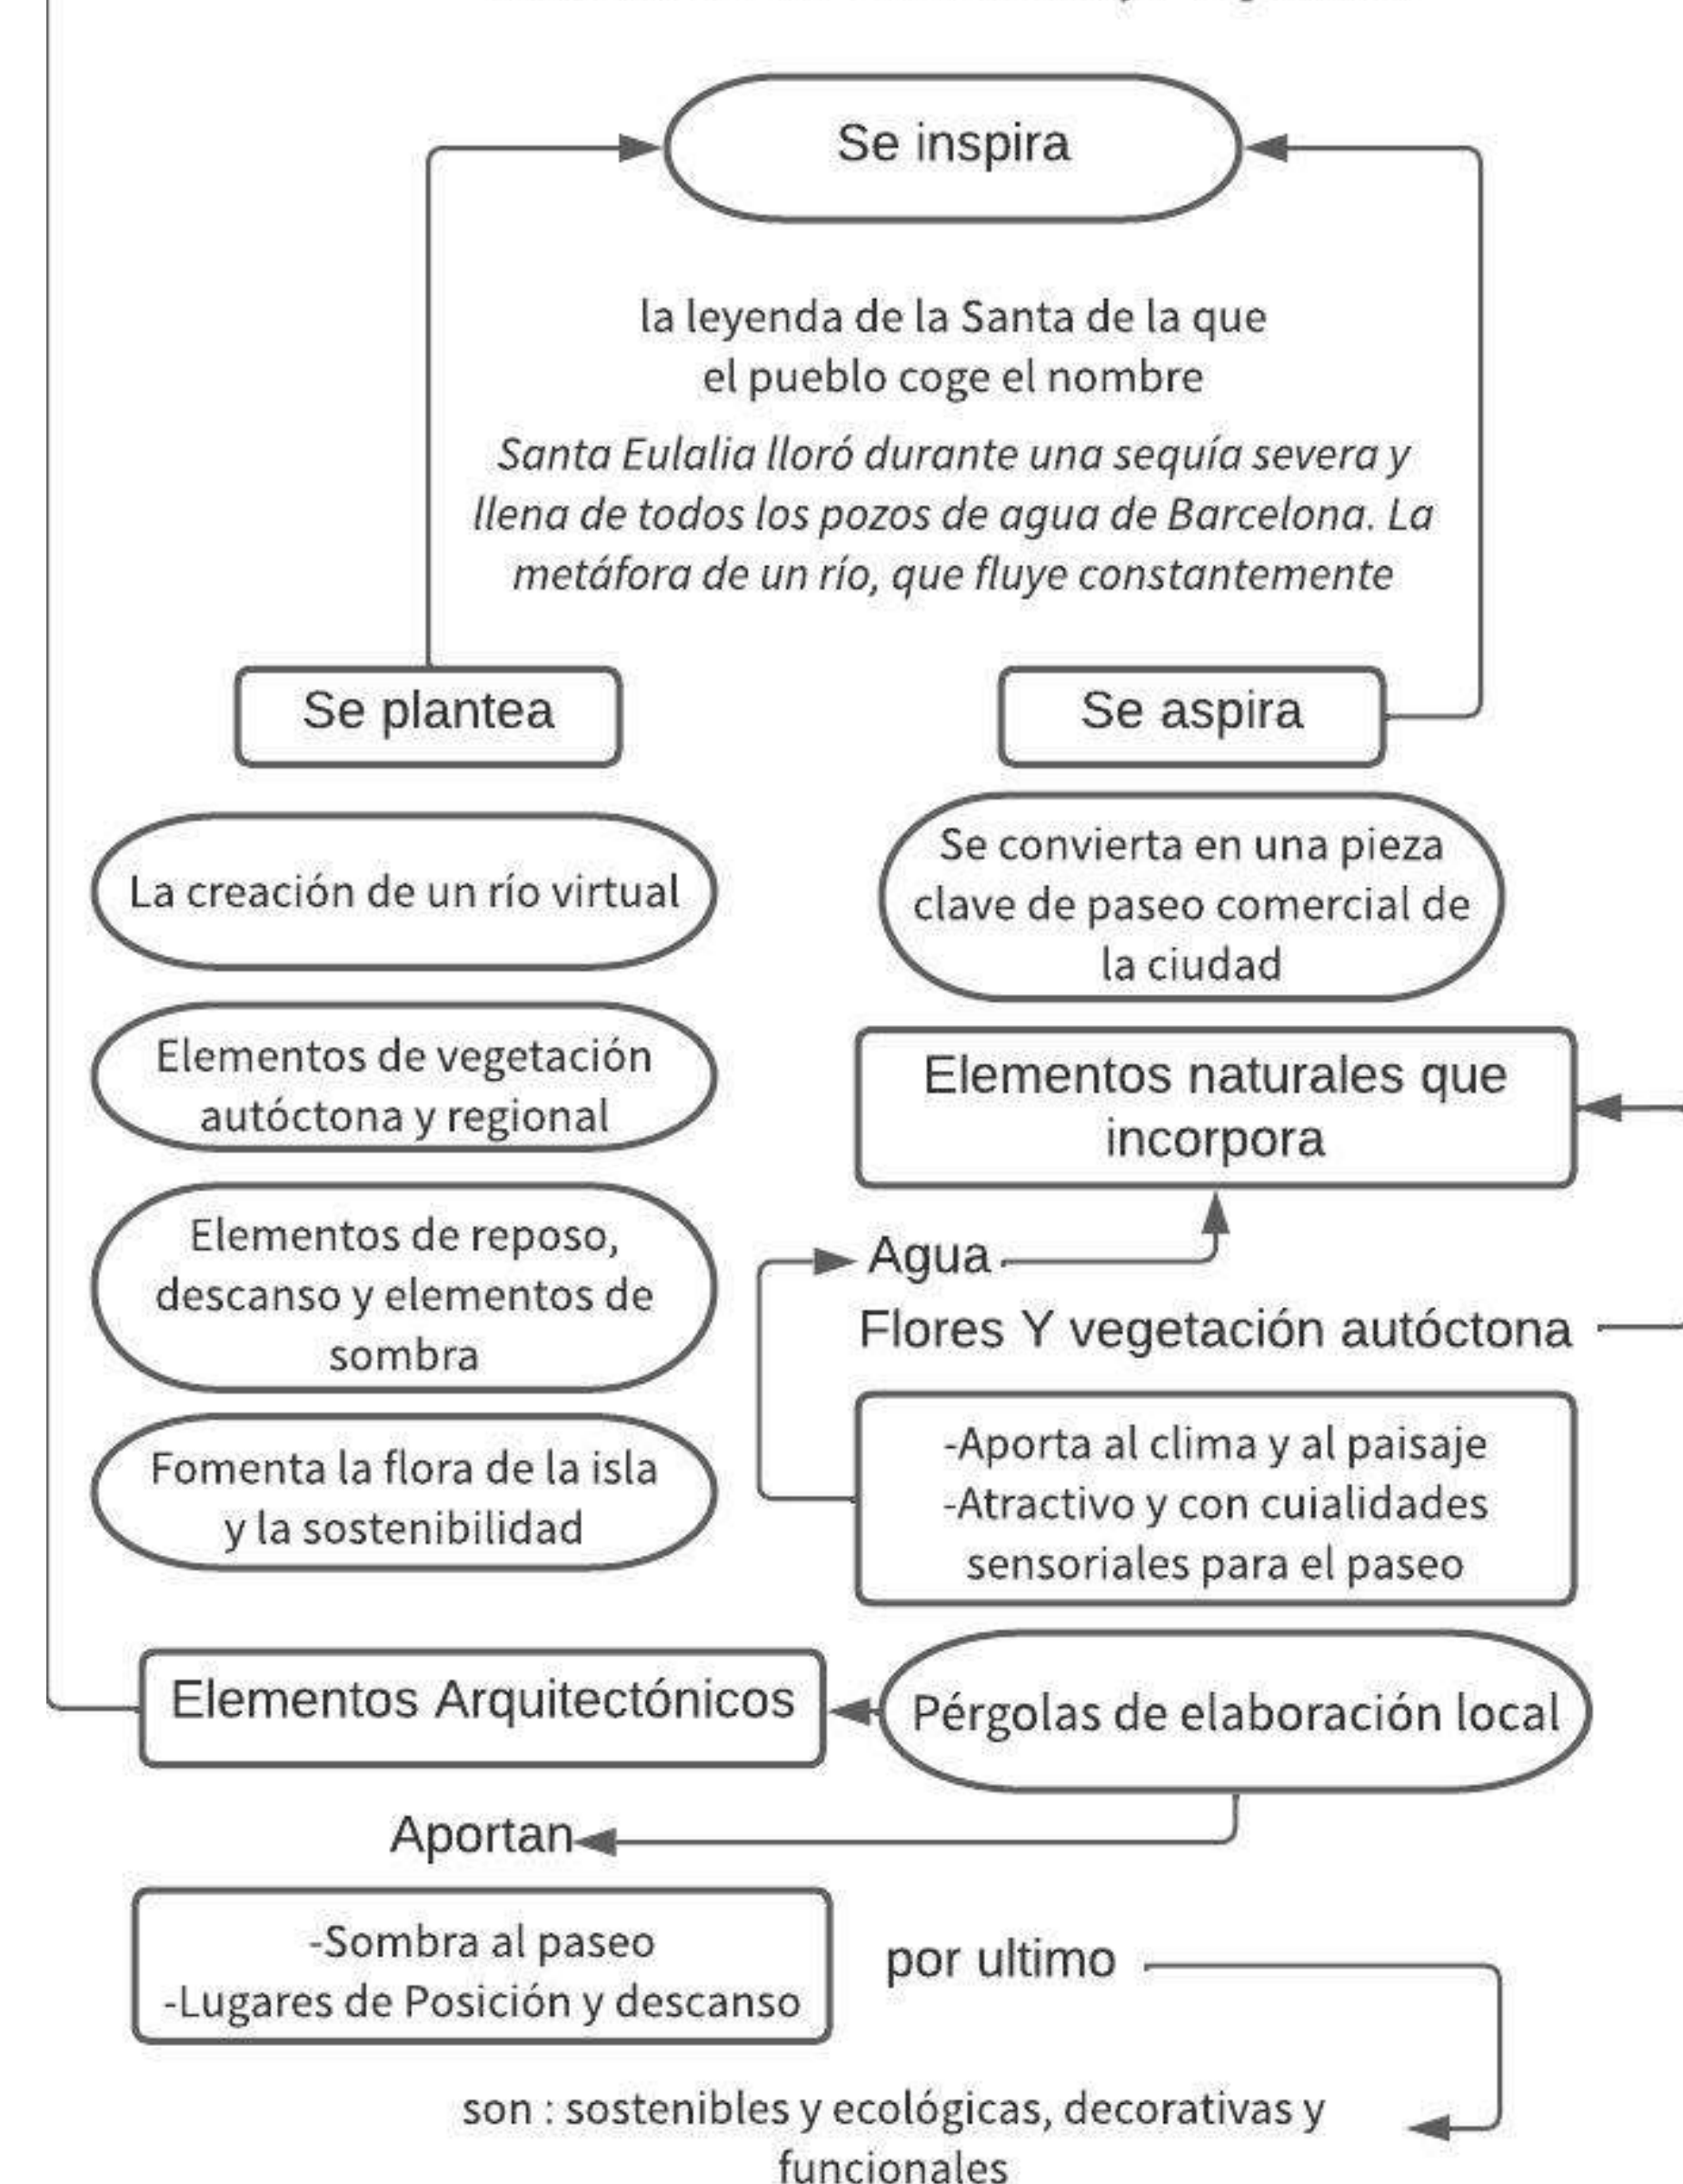 Se inspira
la leyenda de la Santa de la que
el pueblo coge el nombre
Santa Eulalia lloró durante una sequía severa y
llena de todos los pozos de agua de Barcelona. La
metáfora de un río, que fluye constantemente
Se plantea
La creación de un río virtual
Elementos de vegetación
autóctona y regional
Elementos de reposo,
descanso y elementos de
sombra
Fomenta la flora de la isla
y la sostenibilidad
Se aspira
Se convierta en una pieza
clave de paseo comercial de
la ciudad
Elementos naturales que
incorpora
Agua
Flores Y vegetación autóctona
-Aporta al clima y al paisaje
-Atractivo y con cuialidades
sensoriales para el paseo
Elementos Arquitectónicos
Pérgolas de elaboración local
Aportan
-Sombra al paseo
-Lugares de Posición y descanso
por ultimo
son : sostenibles y ecológicas, decorativas y
funcionales